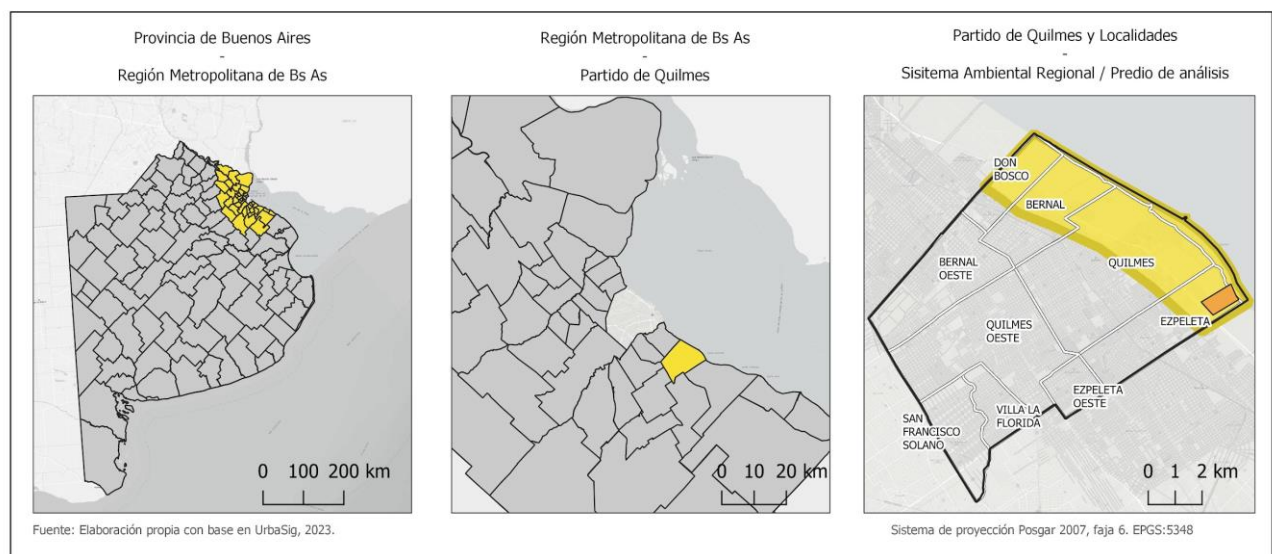 Provincia de Buenos Aires
-
Región Metropolitana de Bs As
Región Metropolitana de Bs As
-
Partido de Quilmes
Partido de Quilmes y Localidades
-
Sisitema Ambiental Regional / Predio de análisis
0 100 200 km
0 10 20 km
DON
BOSCO
BERNAL
BERNAL
OESTE
QUILMES
QUILMES
OESTE
EZPELETA
EZPELETA
OESTE
VILLA LA
FLORIDA
SAN
FRANCISCO
SOLANO
0 1 2 km
Fuente: Elaboración propia con base en UrbaSig, 2023.
Sistema de proyección Posgar 2007, faja 6. EPGS:5348